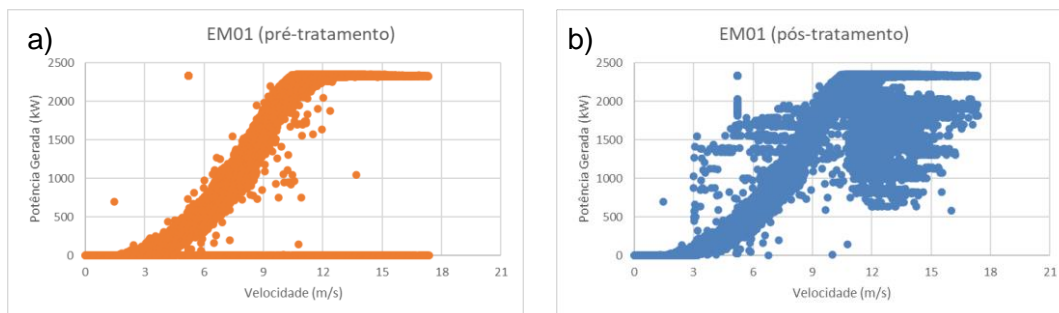 a)
EM01 (pré-tratamento)
Potência Gerada (kW)
2500
2000
1500
1000
500
0
0 3 6 9 12 15 18 21
Velocidade (m/s)
b)
EM01 (pós-tratamento)
Potência Gerada (kW)
2500
2000
1500
1000
500
0
0 3 6 9 12 15 18 21
Velocidade (m/s)